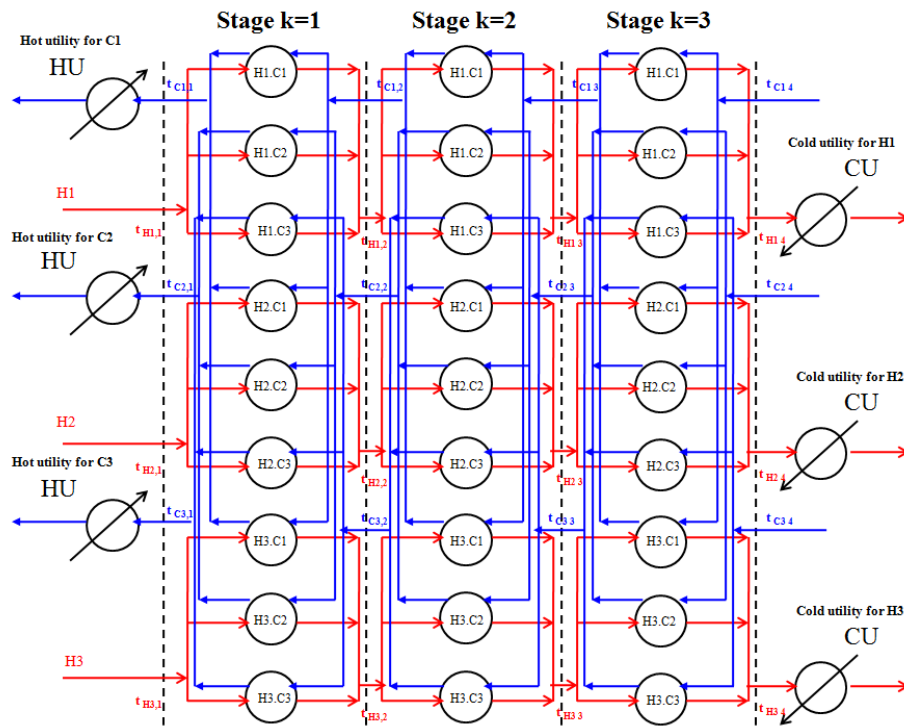 Stage k=1 Stage k=2 Stage k=3
Hot utility for C1
HU
H1.C1 H1.C1 H1.C1
t C1,1 t C1,2 t C1 3 t C1 4
H1.C2 H1.C2 H1.C2
Cold utility for H1
CU
H1
H1.C3 H1.C3 H1.C3
t H1,1 t H1,2 t H1 3 t H1 4
Hot utility for C2
HU
t C2,1 t C2,2 t C2 3 t C2 4
H2.C1 H2.C1 H2.C1
H2.C2 H2.C2 H2.C2
Cold utility for H2
CU
H2
H2.C3 H2.C3 H2.C3
t H2,1 t H2,2 t H2 3 t H2 4
Hot utility for C3
HU
t C3,1 t C3,2 t C3 3 t C3 4
H3.C1 H3.C1 H3.C1
H3.C2 H3.C2 H3.C2
Cold utility for H3
CU
H3
H3.C3 H3.C3 H3.C3
t H3,1 t H3,2 t H3 3 t H3 4